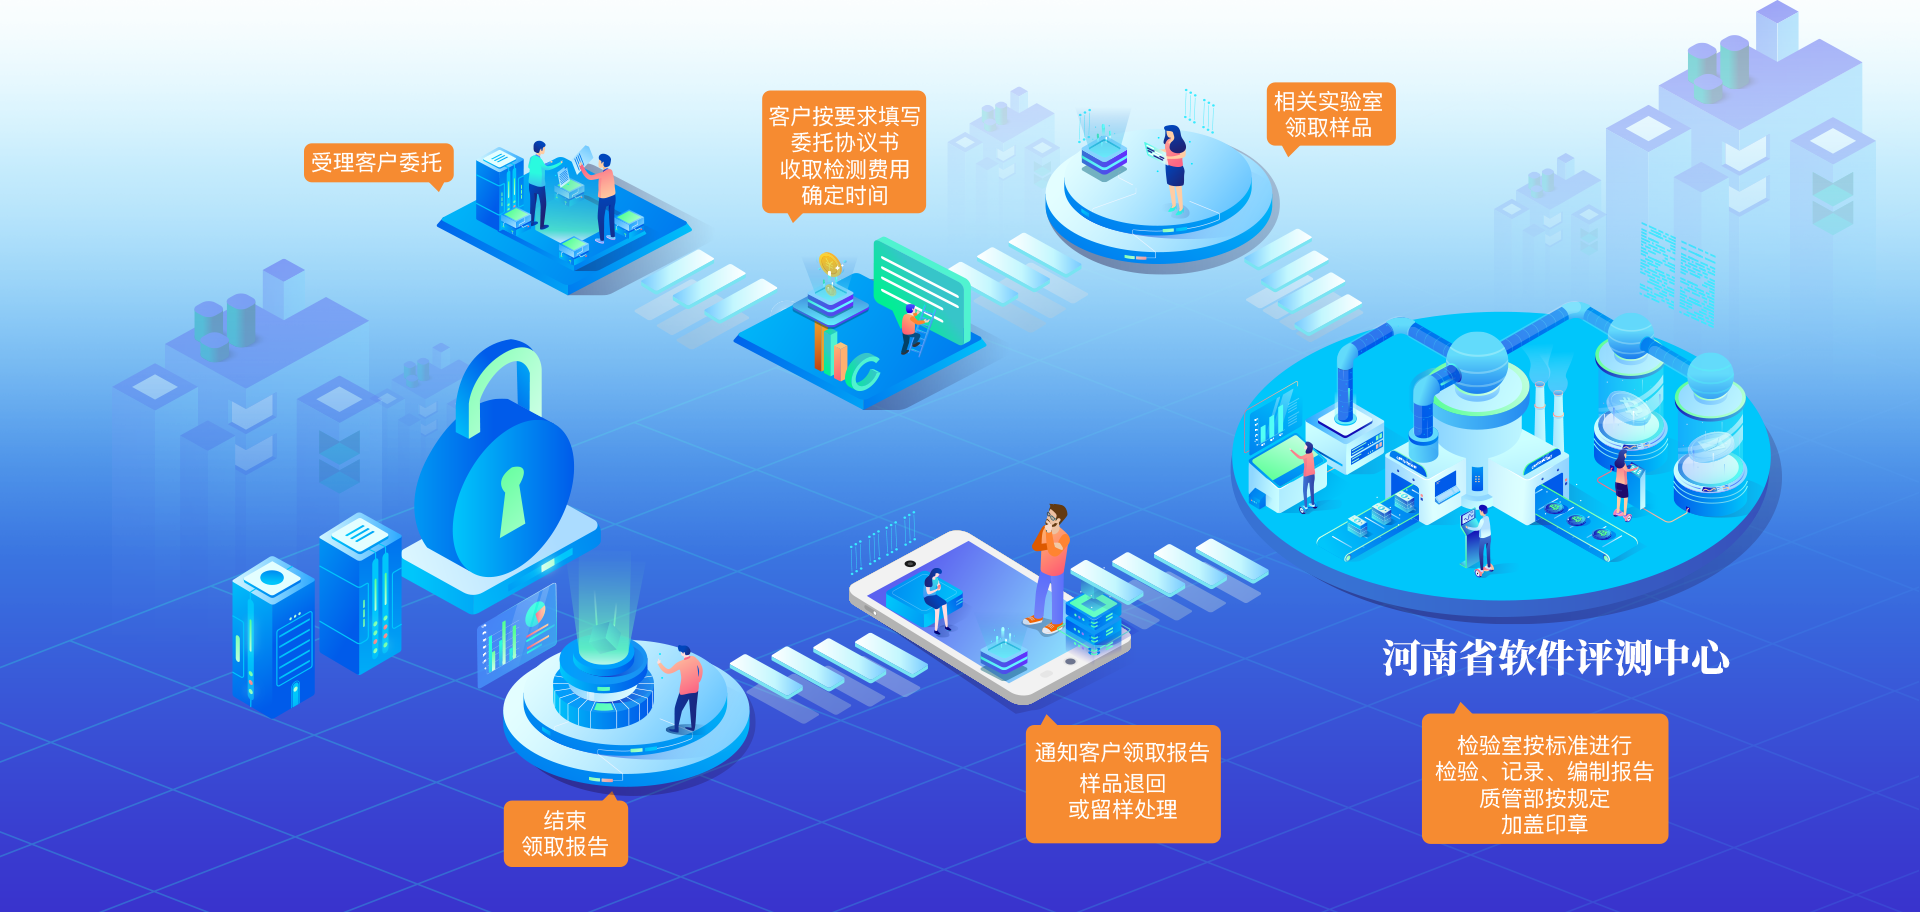 受理客户委托
客户按要求填写
委托协议书
收取检测费用
确定时间
相关实验室
领取样品
河南省软件评测中心
检验室按标准进行
检验、记录、编制报告
质管部按规定
加盖印章
通知客户领取报告
样品退回
或留样处理
结束
领取报告